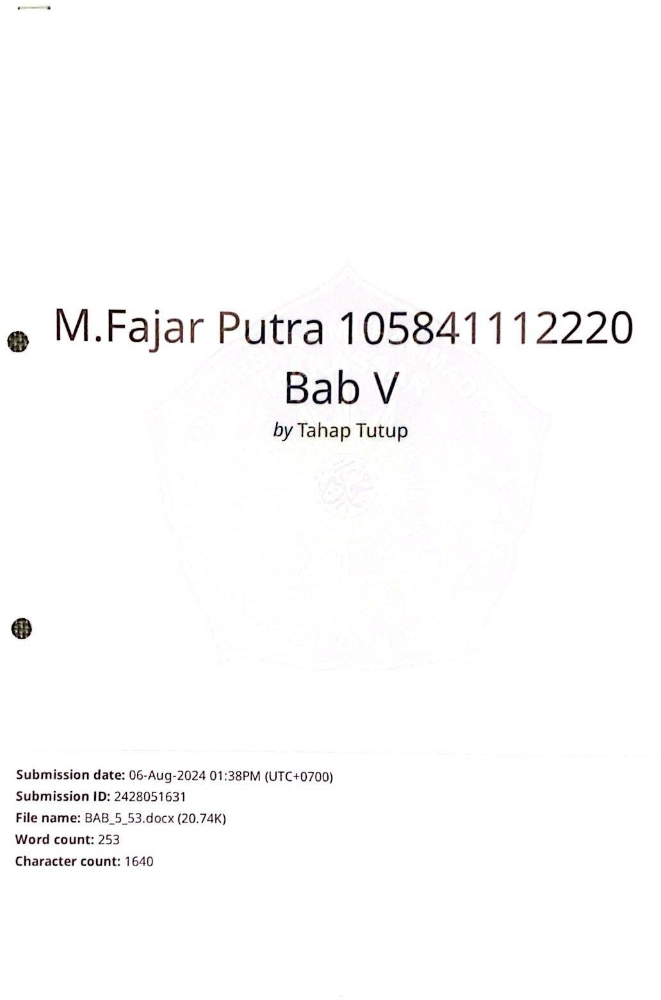 M.Fajar Putra 105841112220
Bab V
by Tahap Tutup
Submission date: 06-Aug-2024 01:38PM (UTC+0700)
Submission ID: 2428051631
File name: BAB_5_53.docx (20.74K)
Word count: 253
Character count: 1640